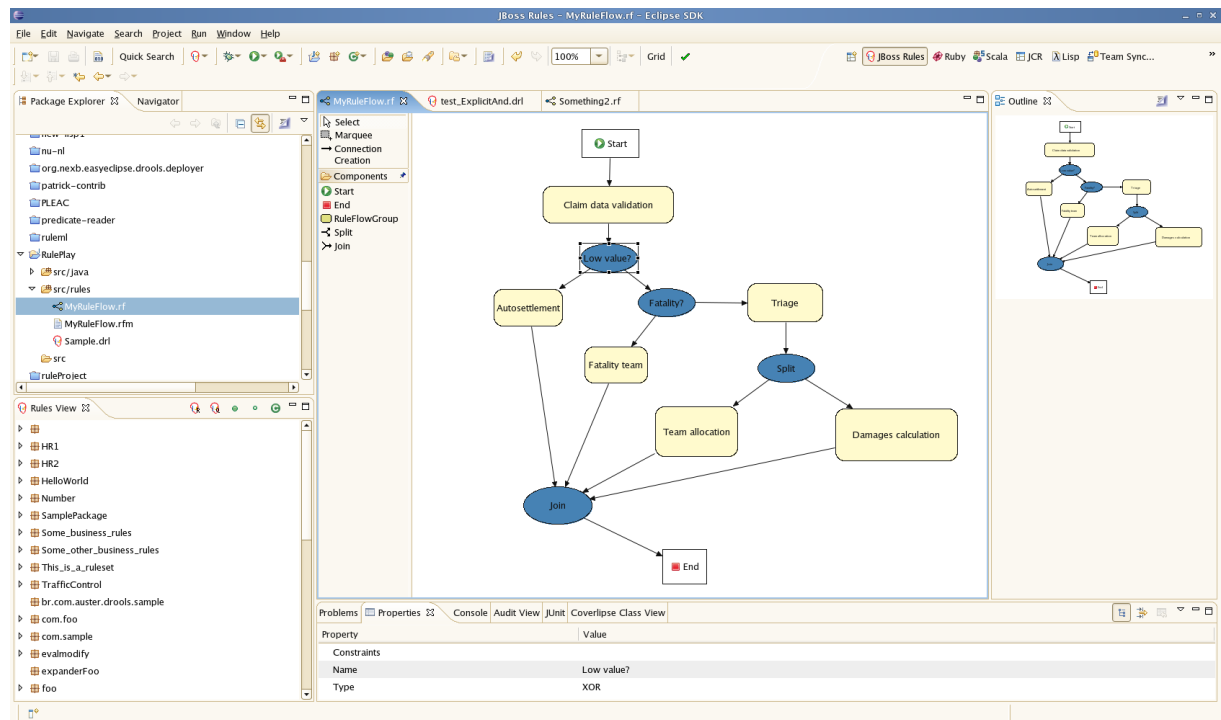 JBoss Rules - MyRuleFlow.rf - Eclipse SDK
File Edit Navigate Search Project Run Window Help
Quick Search 100% Grid JBoss Rules Ruby Scala JCR Lisp Team Sync... »
Package Explorer Navigator
nu-nl
org.nexb.easyeclipse.drools.deployer
patrick-contrib
PLEAC
predicate-reader
ruleml
RulePlay
src/java
src/rules
MyRuleFlow.rf
MyRuleFlow.rfm
Sample.drl
src
ruleProject
Rules View
HR1
HR2
HelloWorld
Number
SamplePackage
Some_business_rules
Some_other_business_rules
This_is_a_ruleset
TrafficControl
br.com.auster.drools.sample
com.foo
com.sample
evalmodify
expanderFoo
foo
MyRuleFlow.rf test_ExplicitAnd.drl Something2.rf
Select
Marquee
Connection
Creation
Components
Start
End
RuleFlowGroup
Split
Join
Start
Claim data validation
Low value?
Autosettlement
Fatality?
Triage
Fatality team
Split
Team allocation
Damages calculation
Join
End
Outline
Problems Properties Console Audit View JUnit Coverlipse Class View
Property Value
Constraints
Name Low value?
Type XOR